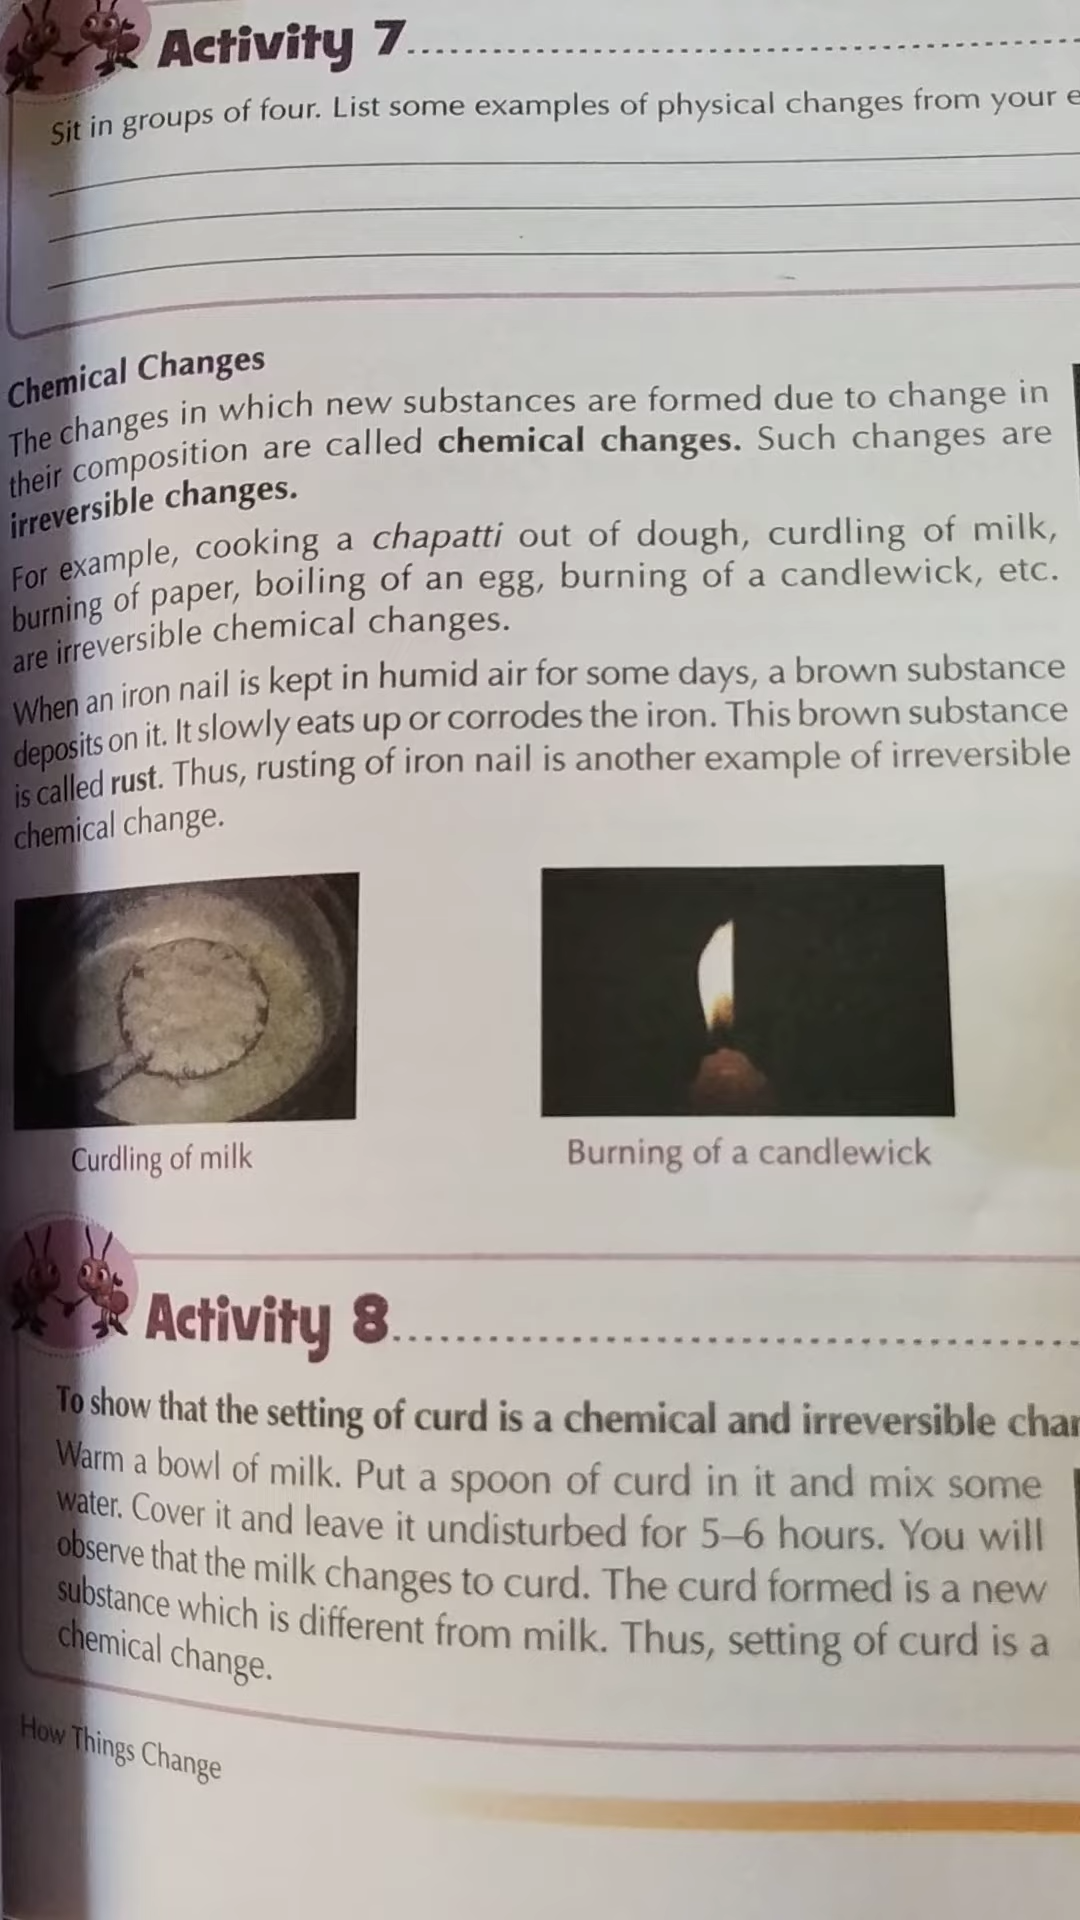 Activity 7
Sit in groups of four. List some examples of physical changes from your
Chemical Changes
The changes in which new substances are formed due to change in
their composition are called chemical changes. Such changes are
irreversible changes.
For example, cooking a chapatti out of dough, curdling of milk,
burning of paper, boiling of an egg, burning of a candlewick, etc.
are irreversible chemical changes.
When an iron nail is kept in humid air for some days, a brown substance
deposits on it. It slowly eats up or corrodes the iron. This brown substance
is called rust. Thus, rusting of iron nail is another example of irreversible
chemical change.
Curdling of milk
Burning of a candlewick
Activity 8
To show that the setting of curd is a chemical and irreversible
Warm a bowl of milk. Put a spoon of curd in it and mix some
water. Cover it and leave it undisturbed for 5–6 hours. You will
observe that the milk changes to curd. The curd formed is a new
substance which is different from milk. Thus, setting of curd is a
chemical change.
How Things Change